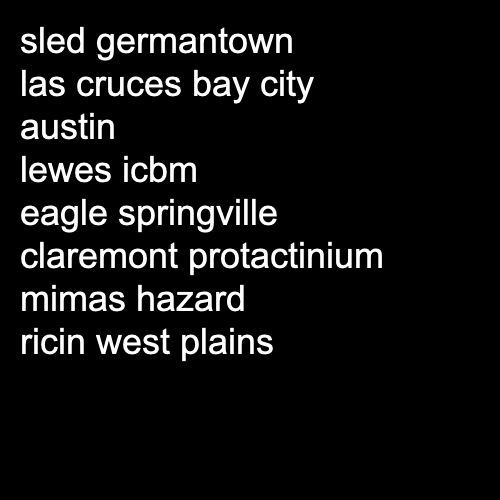 sled germantown
las cruces bay city
austin
lewes icbm
eagle springville
claremont protactinium
mimas hazard
ricin west plains